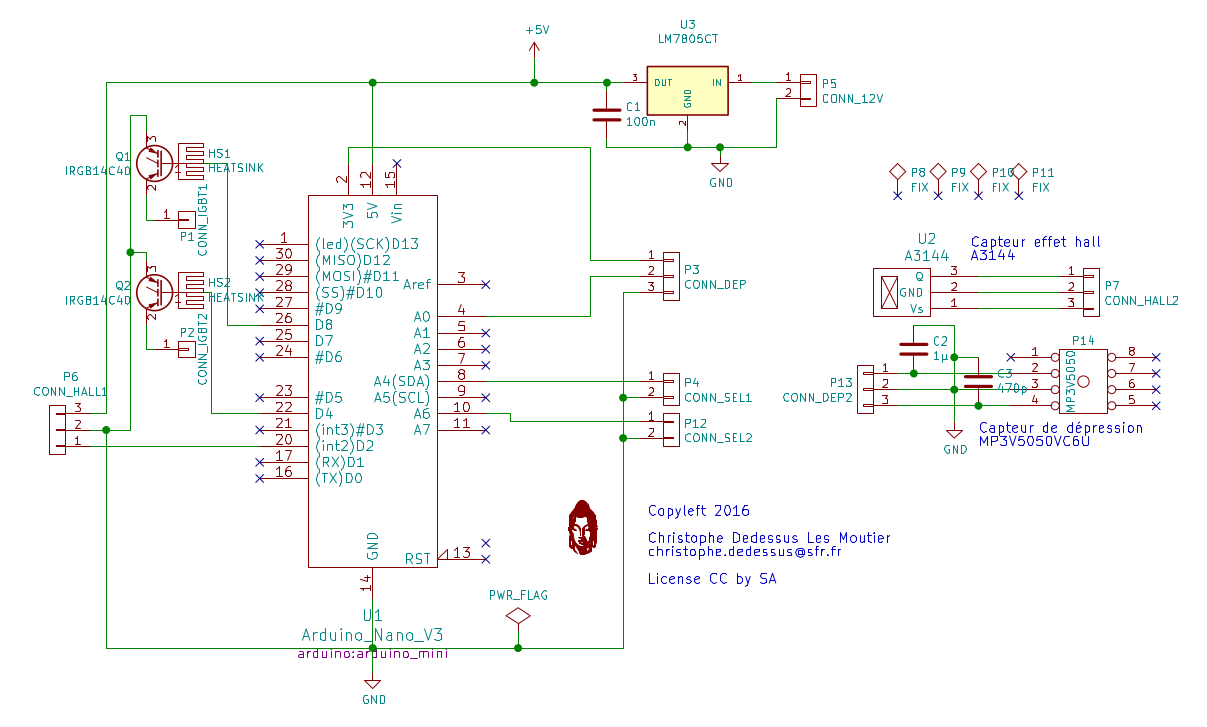 +5V
U3
LM7805CT
3 OUT IN 1
GND
2
C1
100n
1 P5
2 CONN_12V
GND
Q1
IRGB14C40
3
1
2
HS1
HEATSINK
1
P1
CONN_IGBT1
Q2
IRGB14C40
3
1
2
HS2
HEATSINK
1
P2
CONN_IGBT2
P6
CONN_HALL1
3
2
1
2 12 15
3V3 5V Vin
1 (led)(SCK)D13
30 (MISO)D12
29 (MOSI)#D11
28 (SS)#D10
27 #D9
26 D8
25 D7
24 #D6
23 #D5
22 D4
21 (int3)#D3
20 (int2)D2
17 (RX)D1
16 (TX)D0
Aref 3
A0 4
A1 5
A2 6
A3 7
A4(SDA) 8
A5(SCL) 9
A6 10
A7 11
RST 13
GND
14
U1
Arduino_Nano_V3
arduino:arduino_mini
GND
PWR_FLAG
1
2 P3
3 CONN_DEP
1 P4
2 CONN_SEL1
1 P12
2 CONN_SEL2
P8 P9 P10 P11
FIX FIX FIX FIX
U2
A3144
Capteur effet hall
A3144
Q 3
GND 2
Vs 1
1
2 P7
3 CONN_HALL2
C2
1µ
C3
470p
P13
CONN_DEP2
1
2
3
GND
P14
MP3V5050
1 8
2 7
3 6
4 5
Capteur de dépression
MP3V5050VC6U
Copyleft 2016
Christophe Dedessus Les Moutier
christophe.dedessus@sfr.fr
License CC by SA